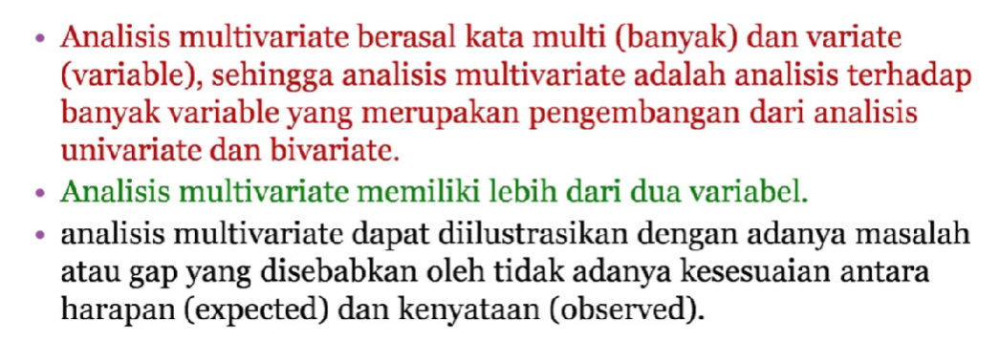 • Analisis multivariate berasal kata multi (banyak) dan variate
(variable), sehingga analisis multivariate adalah analisis terhadap
banyak variable yang merupakan pengembangan dari analisis
univariate dan bivariate.
• Analisis multivariate memiliki lebih dari dua variabel.
• analisis multivariate dapat diilustrasikan dengan adanya masalah
atau gap yang disebabkan oleh tidak adanya kesesuaian antara
harapan (expected) dan kenyataan (observed).